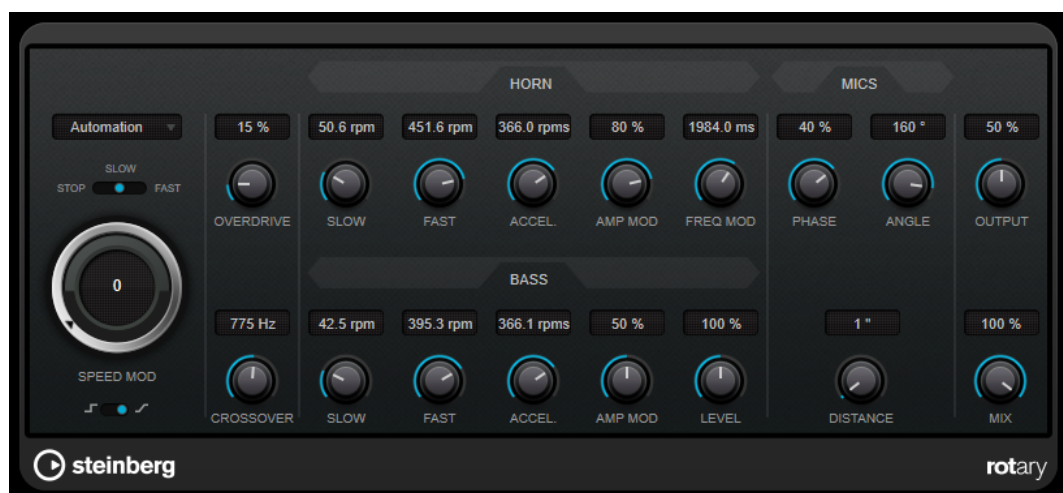 HORN MICS
Automation 15 % 50.6 rpm 451.6 rpm 366.0 rpms 80 % 1984.0 ms 40 % 160 ° 50 %
SLOW
STOP FAST
OVERDRIVE SLOW FAST ACCEL. AMP MOD FREQ MOD PHASE ANGLE OUTPUT
BASS
0
775 Hz 42.5 rpm 395.3 rpm 366.1 rpms 50 % 100 % 1 " 100 %
SPEED MOD
CROSSOVER SLOW FAST ACCEL. AMP MOD LEVEL DISTANCE MIX
steinberg rotary